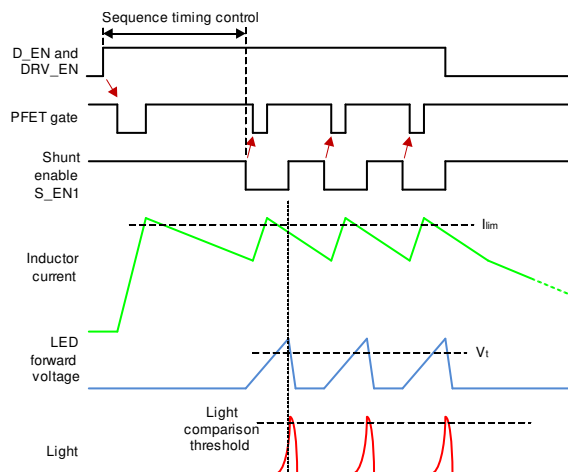 Sequence timing control
D_EN and
DRV_EN
PFET gate
Shunt
enable
S_EN1
Ilim
Inductor
current
LED
forward
voltage
Vt
Light
comparison
threshold
Light